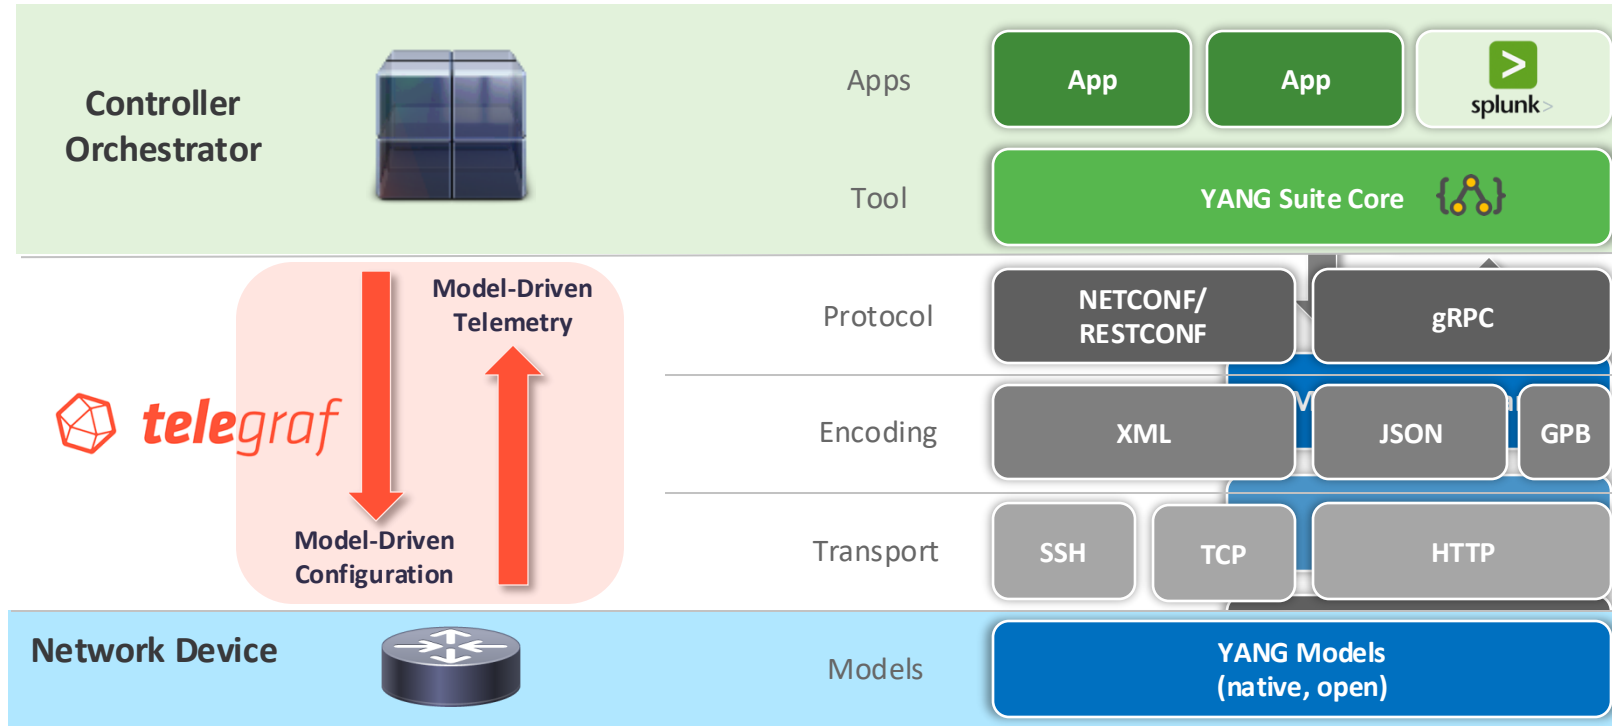 Controller
Orchestrator
Apps
App
App
>
splunk>
Tool
YANG Suite Core
Model-Driven
Telemetry
telegraf
Model-Driven
Configuration
Protocol
NETCONF/
RESTCONF
gRPC
Encoding
XML
JSON
GPB
Transport
SSH
TCP
HTTP
Network Device
Models
YANG Models
(native, open)